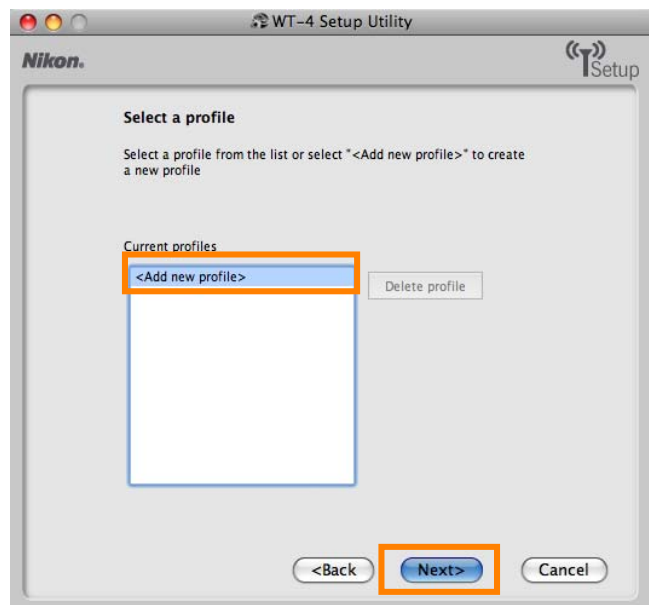 WT-4 Setup Utility
Nikon.
Setup
Select a profile
Select a profile from the list or select "<Add new profile>" to create
a new profile
Current profiles
<Add new profile>
Delete profile
<Back
Next>
Cancel